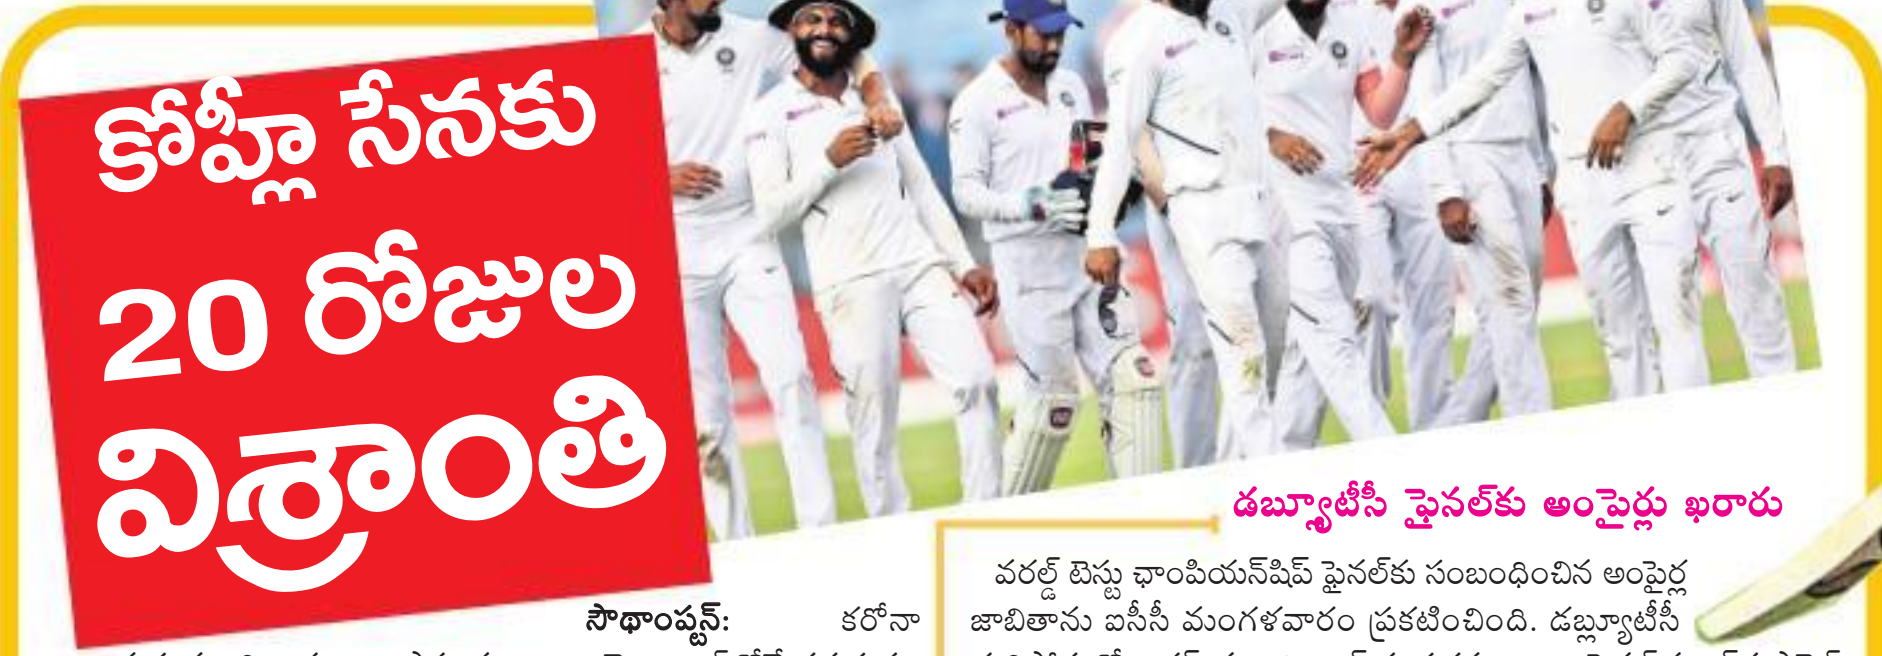 కోహ్లీ సేనకు
20 రోజుల
విశ్రాంతి
సౌథాంప్టన్: కరోనా
డబ్ల్యూటీసీ ఫైనల్‌కు అంపైర్లు ఖరారు
వరల్డ్ టెస్టు ఛాంపియన్‌షిప్ ఫైనల్‌కు సంబంధించిన అంపైర్ల
జాబితాను ఐసీసీ మంగళవారం ప్రకటించింది. డబ్ల్యూటీసీ